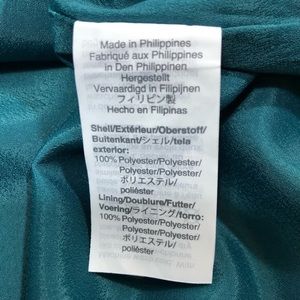 Made in Philippines
Fabriqué aux Philippines
in Den Philippinen
Hergestellt
Vervaardigd in Filipijnen
フィリピン製
Hecho en Filipinas
Shell/Extérieur/Oberstoff/
Buitenkant/シェル/tela
exterior:
100% Polyester/Polyester/
Polyester/Polyester/
ポリエステル/
poliéster
Lining/Doublure/Futter/
Voering/ライニング/forro:
100% Polyester/Polyester/
Polyester/Polyester/
ポリエステル/
poliéster